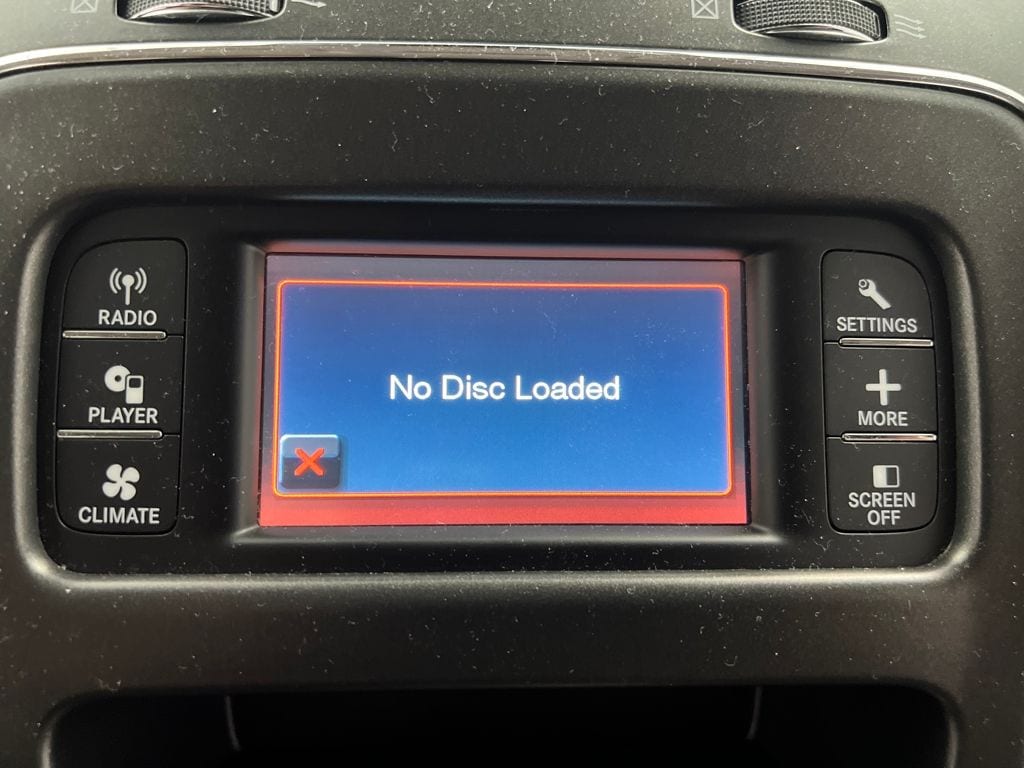 RADIO
PLAYER
CLIMATE
No Disc Loaded
SETTINGS
MORE
SCREEN
OFF